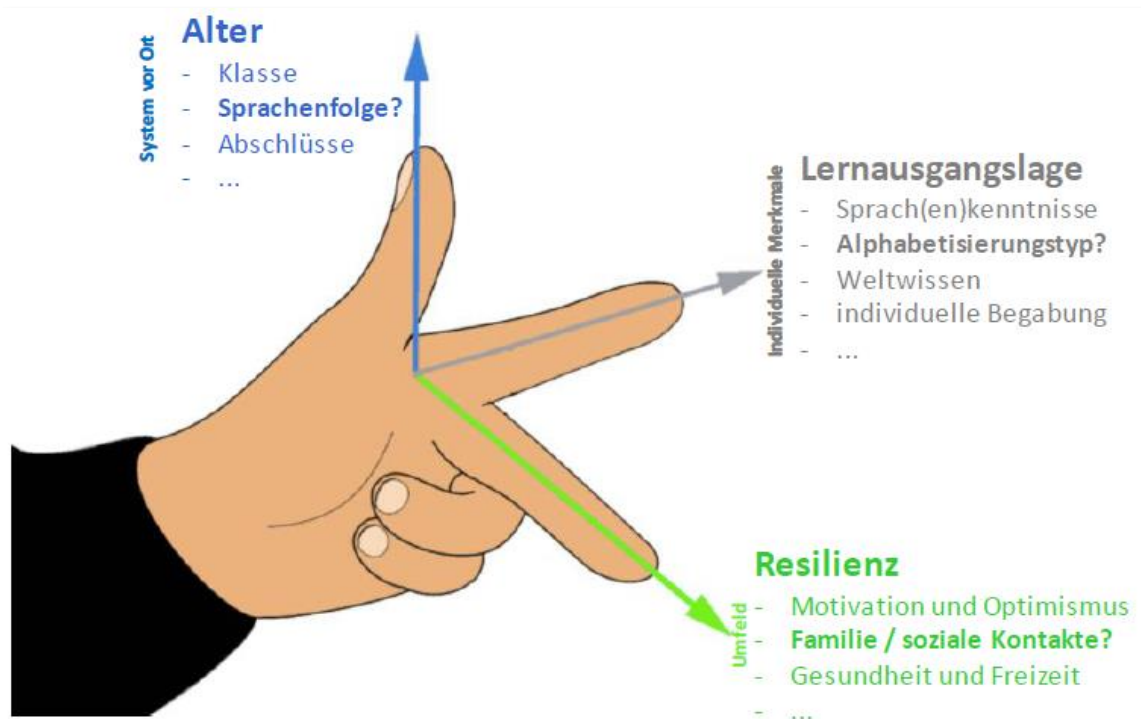 System vor Ort
Alter
- Klasse
- Sprachenfolge?
- Abschlüsse
- ...
Individuelle Merkmale
Lernausgangslage
- Sprach(en)kenntnisse
- Alphabetisierungstyp?
- Weltwissen
- individuelle Begabung
- ...
Umfeld
Resilienz
- Motivation und Optimismus
- Familie / soziale Kontakte?
- Gesundheit und Freizeit
- ...